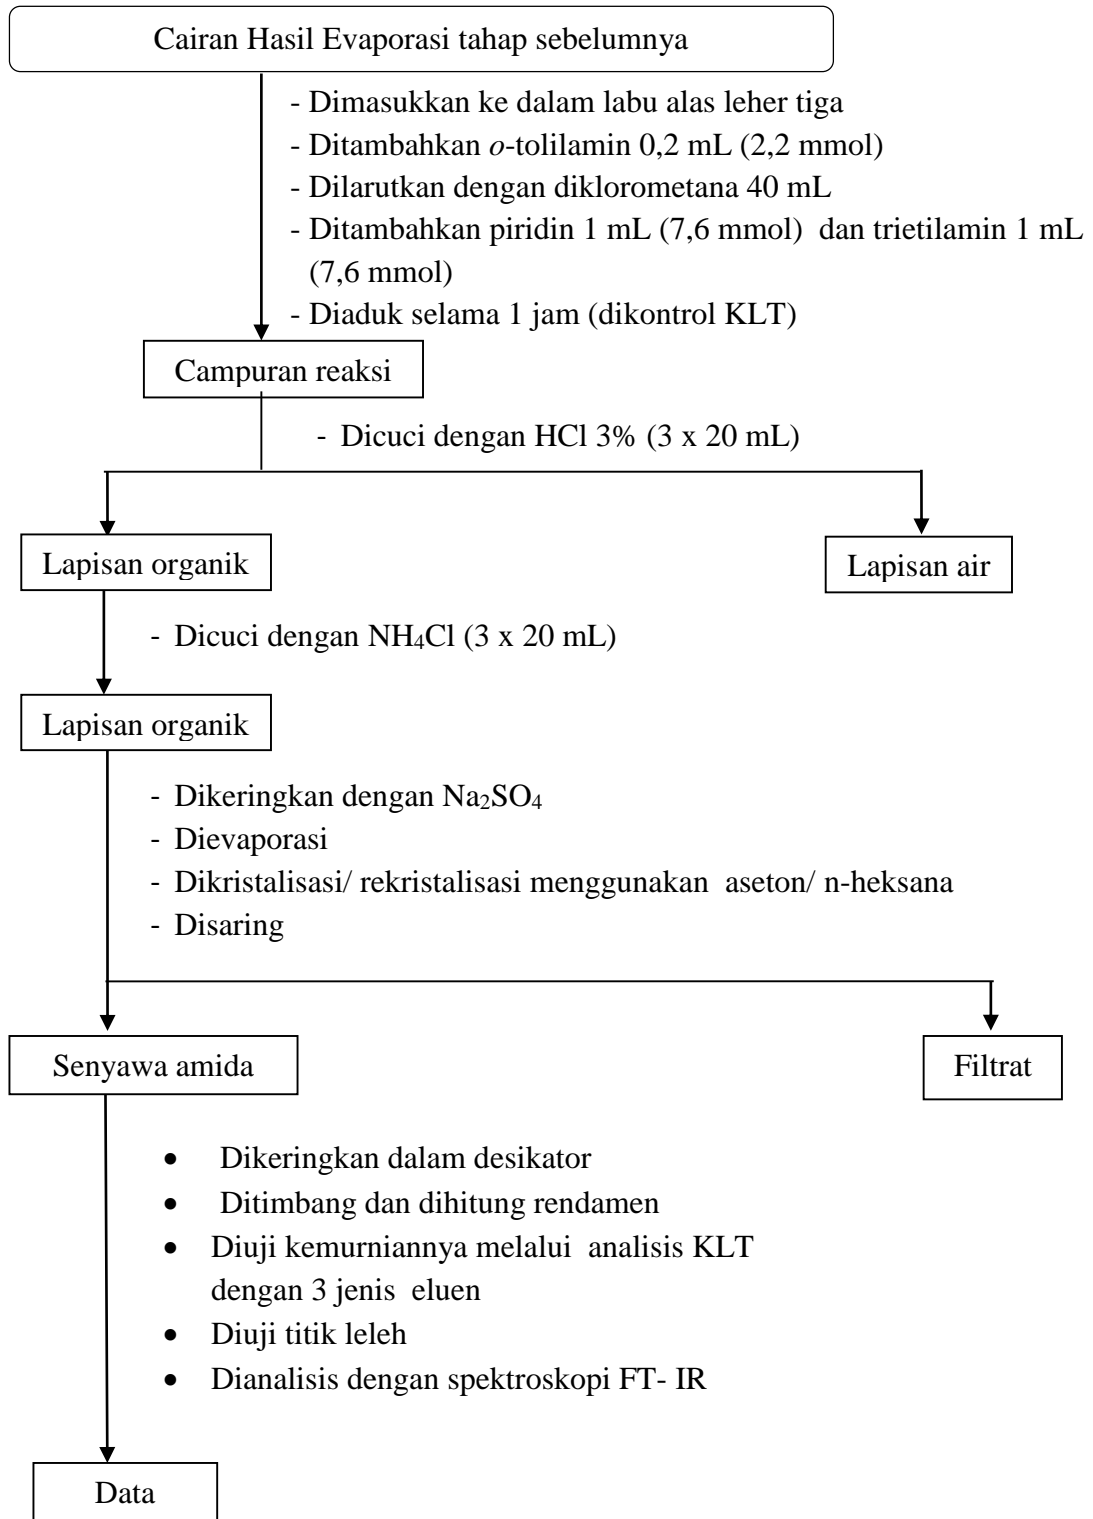 Cairan Hasil Evaporasi tahap sebelumnya
- Dimasukkan ke dalam labu alas leher tiga
- Ditambahkan o-tolilamin 0,2 mL (2,2 mmol)
- Dilarutkan dengan diklorometana 40 mL
- Ditambahkan piridin 1 mL (7,6 mmol) dan trietilamin 1 mL
(7,6 mmol)
- Diaduk selama 1 jam (dikontrol KLT)
Campuran reaksi
- Dicuci dengan HCl 3% (3 x 20 mL)
Lapisan organik
Lapisan air
- Dicuci dengan NH₄Cl (3 x 20 mL)
Lapisan organik
- Dikeringkan dengan Na₂SO₄
- Dievaporasi
- Dikristalisasi/ rekristalisasi menggunakan aseton/ n-heksana
- Disaring
Senyawa amida
Filtrat
• Dikeringkan dalam desikator
• Ditimbang dan dihitung rendamen
• Diuji kemurniannya melalui analisis KLT
dengan 3 jenis eluen
• Diuji titik leleh
• Dianalisis dengan spektroskopi FT- IR
Data